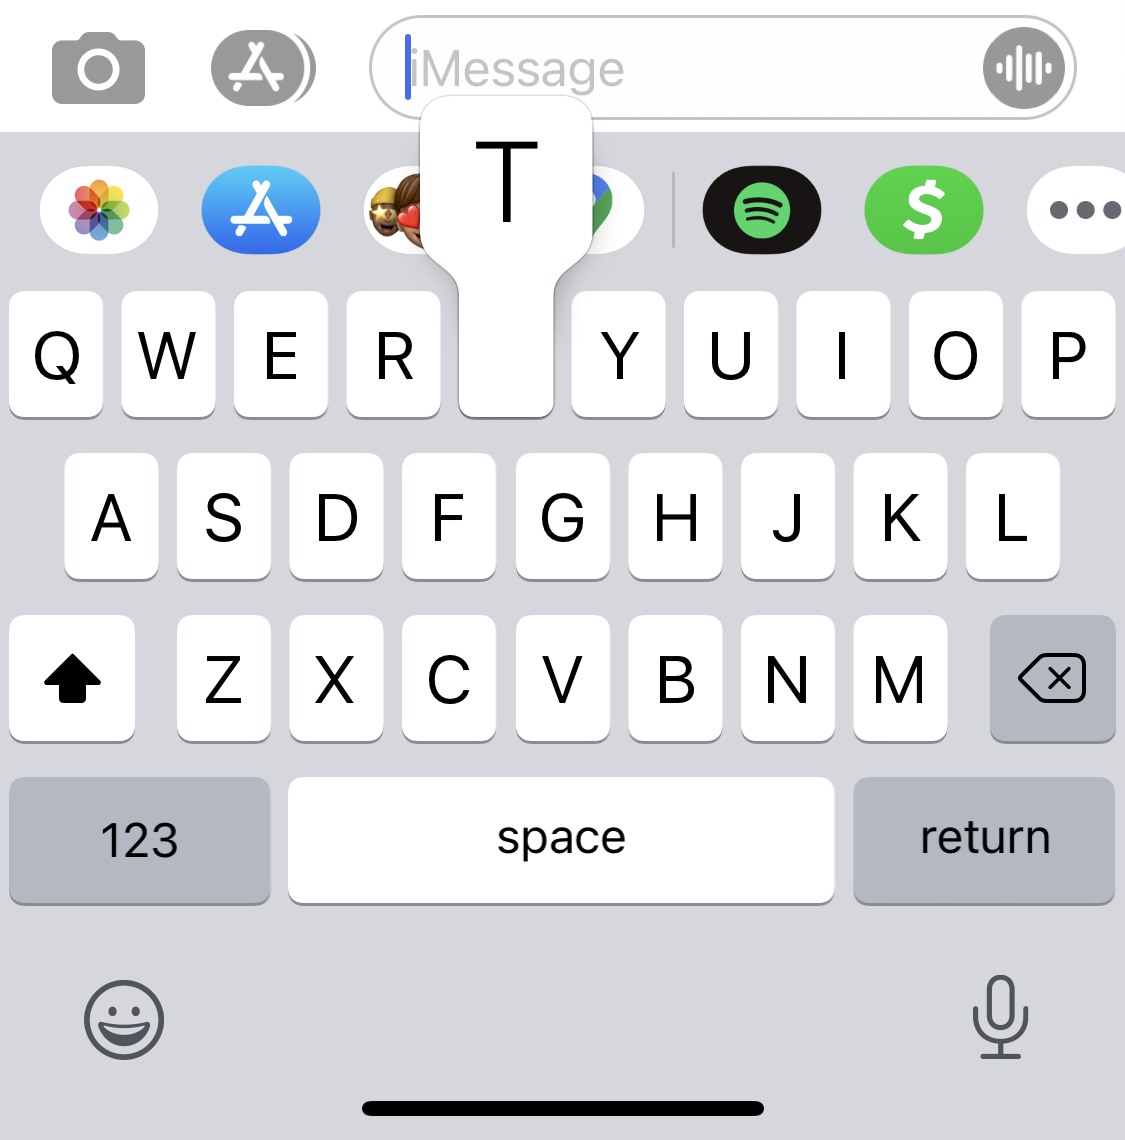 iMessage
T
$
Q W E R Y U I O P
A S D F G H J K L
Z X C V B N M
123 space return